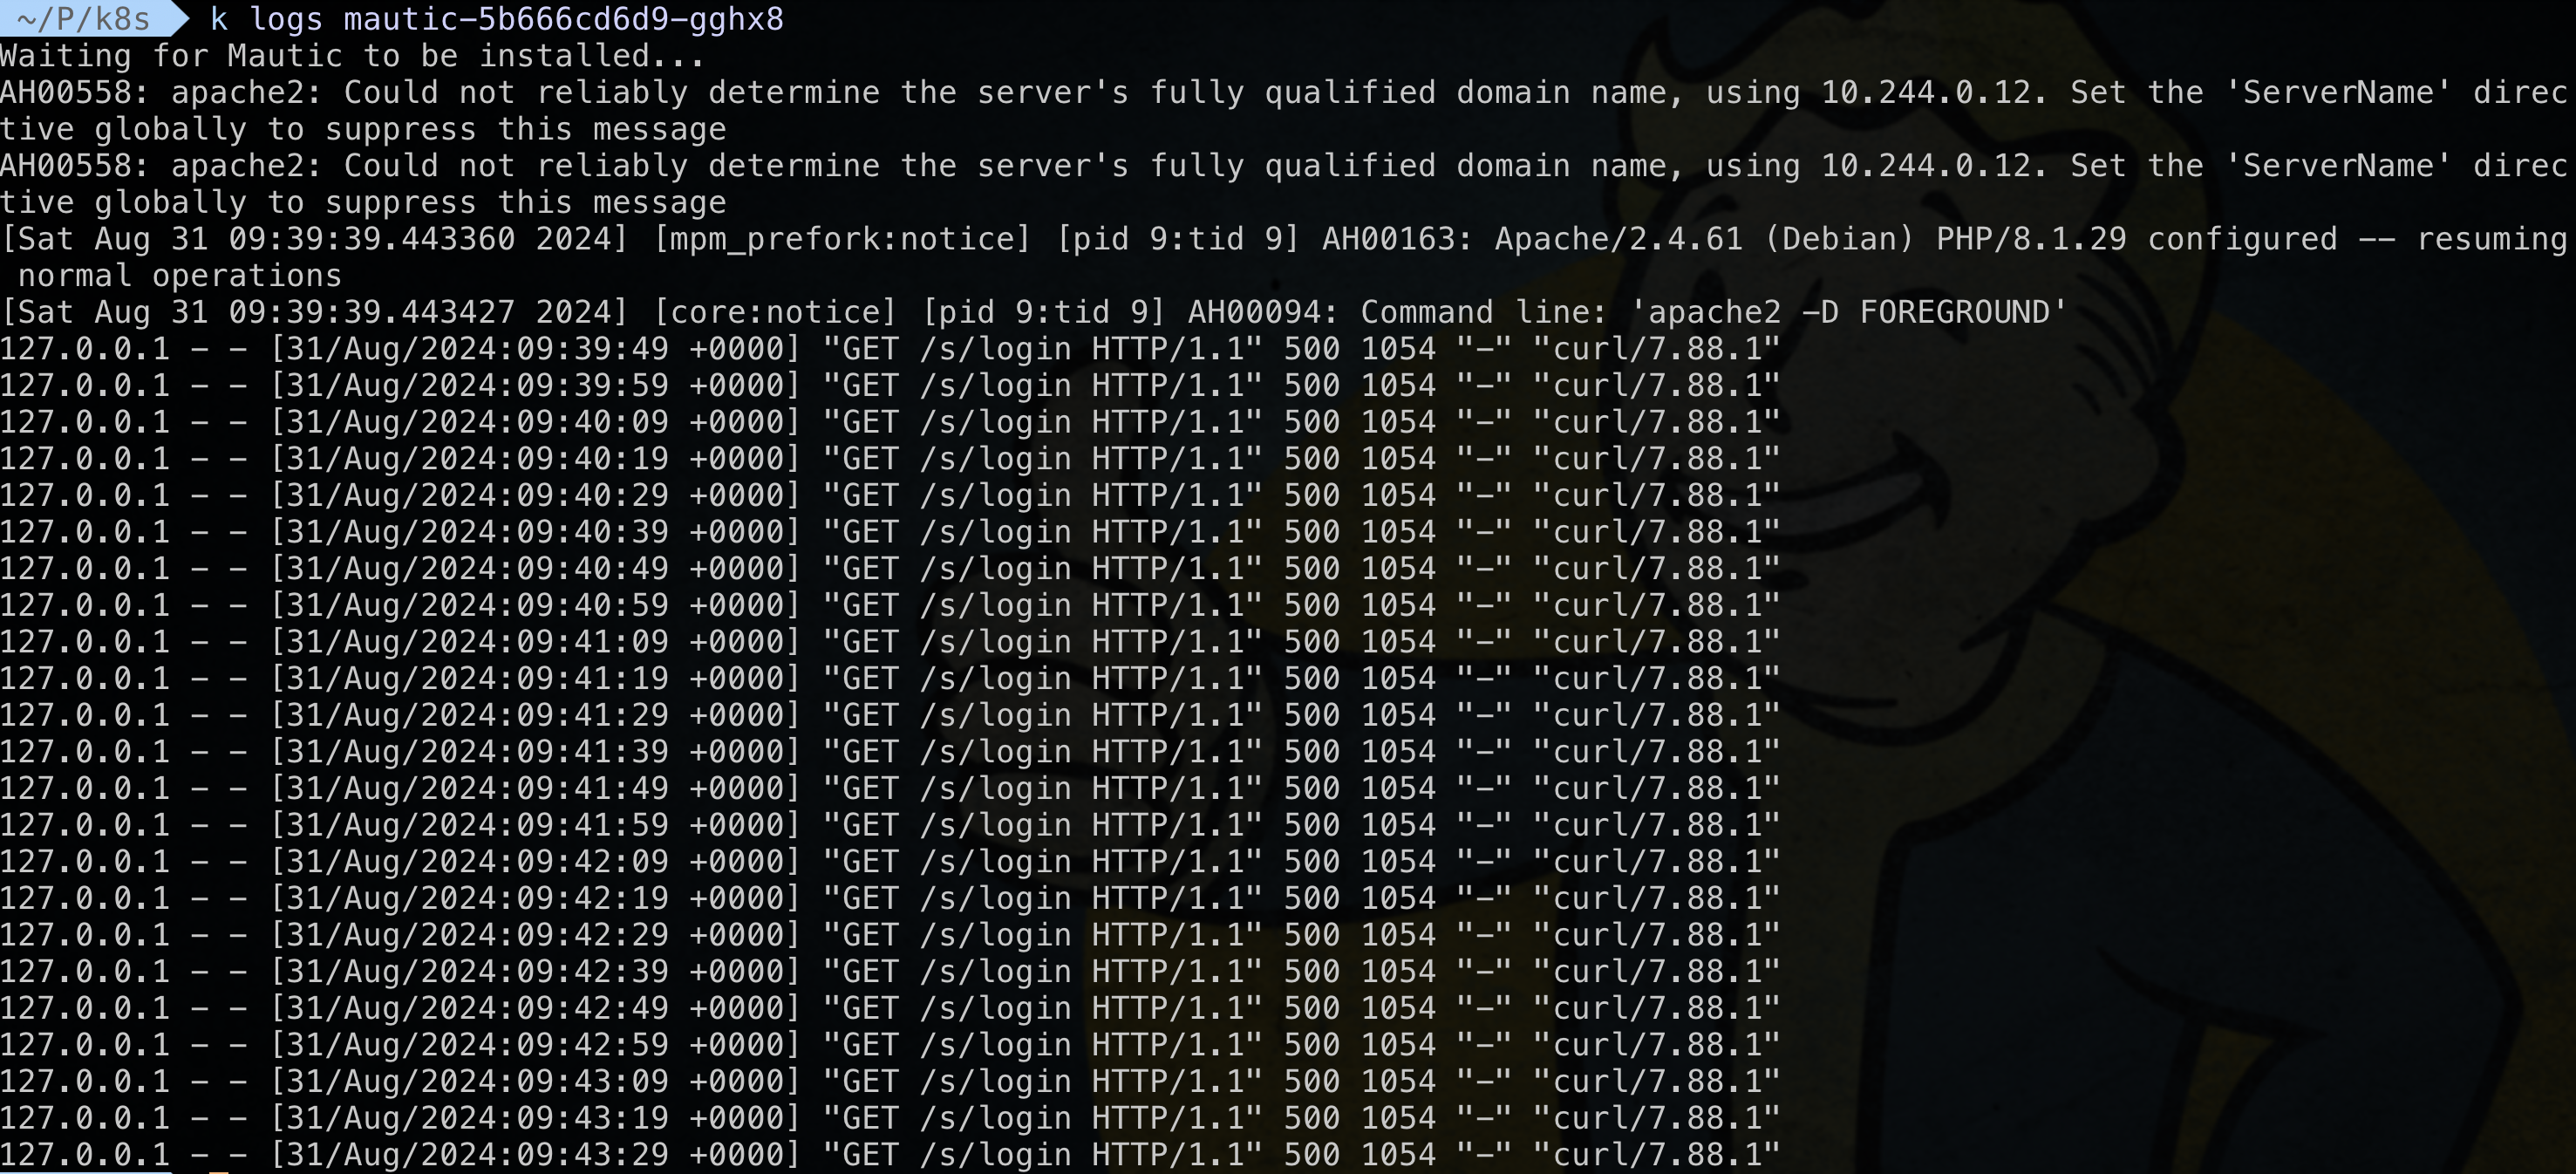 ~/P/k8s k logs mautic-5b666cd6d9-gghx8
Waiting for Mautic to be installed...
AH00558: apache2: Could not reliably determine the server's fully qualified domain name, using 10.244.0.12. Set the 'ServerName' direc
tive globally to suppress this message
AH00558: apache2: Could not reliably determine the server's fully qualified domain name, using 10.244.0.12. Set the 'ServerName' direc
tive globally to suppress this message
[Sat Aug 31 09:39:39.443360 2024] [mpm_prefork:notice] [pid 9:tid 9] AH00163: Apache/2.4.61 (Debian) PHP/8.1.29 configured -- resuming
 normal operations
[Sat Aug 31 09:39:39.443427 2024] [core:notice] [pid 9:tid 9] AH00094: Command line: 'apache2 -D FOREGROUND'
127.0.0.1 - - [31/Aug/2024:09:39:49 +0000] "GET /s/login HTTP/1.1" 500 1054 "-" "curl/7.88.1"
127.0.0.1 - - [31/Aug/2024:09:39:59 +0000] "GET /s/login HTTP/1.1" 500 1054 "-" "curl/7.88.1"
127.0.0.1 - - [31/Aug/2024:09:40:09 +0000] "GET /s/login HTTP/1.1" 500 1054 "-" "curl/7.88.1"
127.0.0.1 - - [31/Aug/2024:09:40:19 +0000] "GET /s/login HTTP/1.1" 500 1054 "-" "curl/7.88.1"
127.0.0.1 - - [31/Aug/2024:09:40:29 +0000] "GET /s/login HTTP/1.1" 500 1054 "-" "curl/7.88.1"
127.0.0.1 - - [31/Aug/2024:09:40:39 +0000] "GET /s/login HTTP/1.1" 500 1054 "-" "curl/7.88.1"
127.0.0.1 - - [31/Aug/2024:09:40:49 +0000] "GET /s/login HTTP/1.1" 500 1054 "-" "curl/7.88.1"
127.0.0.1 - - [31/Aug/2024:09:40:59 +0000] "GET /s/login HTTP/1.1" 500 1054 "-" "curl/7.88.1"
127.0.0.1 - - [31/Aug/2024:09:41:09 +0000] "GET /s/login HTTP/1.1" 500 1054 "-" "curl/7.88.1"
127.0.0.1 - - [31/Aug/2024:09:41:19 +0000] "GET /s/login HTTP/1.1" 500 1054 "-" "curl/7.88.1"
127.0.0.1 - - [31/Aug/2024:09:41:29 +0000] "GET /s/login HTTP/1.1" 500 1054 "-" "curl/7.88.1"
127.0.0.1 - - [31/Aug/2024:09:41:39 +0000] "GET /s/login HTTP/1.1" 500 1054 "-" "curl/7.88.1"
127.0.0.1 - - [31/Aug/2024:09:41:49 +0000] "GET /s/login HTTP/1.1" 500 1054 "-" "curl/7.88.1"
127.0.0.1 - - [31/Aug/2024:09:41:59 +0000] "GET /s/login HTTP/1.1" 500 1054 "-" "curl/7.88.1"
127.0.0.1 - - [31/Aug/2024:09:42:09 +0000] "GET /s/login HTTP/1.1" 500 1054 "-" "curl/7.88.1"
127.0.0.1 - - [31/Aug/2024:09:42:19 +0000] "GET /s/login HTTP/1.1" 500 1054 "-" "curl/7.88.1"
127.0.0.1 - - [31/Aug/2024:09:42:29 +0000] "GET /s/login HTTP/1.1" 500 1054 "-" "curl/7.88.1"
127.0.0.1 - - [31/Aug/2024:09:42:39 +0000] "GET /s/login HTTP/1.1" 500 1054 "-" "curl/7.88.1"
127.0.0.1 - - [31/Aug/2024:09:42:49 +0000] "GET /s/login HTTP/1.1" 500 1054 "-" "curl/7.88.1"
127.0.0.1 - - [31/Aug/2024:09:42:59 +0000] "GET /s/login HTTP/1.1" 500 1054 "-" "curl/7.88.1"
127.0.0.1 - - [31/Aug/2024:09:43:09 +0000] "GET /s/login HTTP/1.1" 500 1054 "-" "curl/7.88.1"
127.0.0.1 - - [31/Aug/2024:09:43:19 +0000] "GET /s/login HTTP/1.1" 500 1054 "-" "curl/7.88.1"
127.0.0.1 - - [31/Aug/2024:09:43:29 +0000] "GET /s/login HTTP/1.1" 500 1054 "-" "curl/7.88.1"